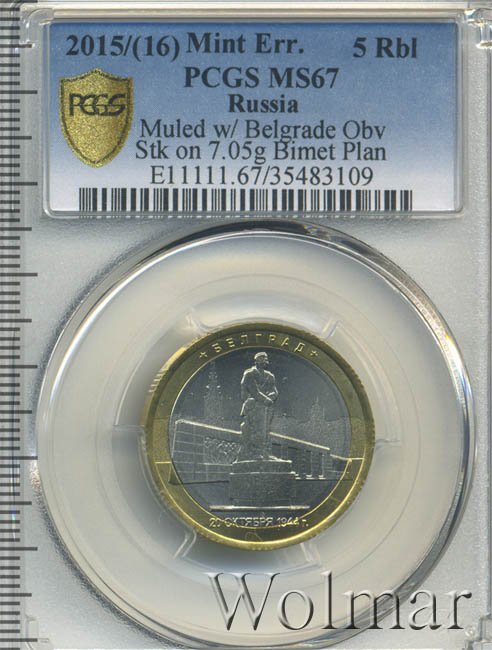 2015/(16) Mint Err. 5 Rbl
PCGS MS67
Russia
Muled w/ Belgrade Obv
Stk on 7.05g Bimet Plan
E11111.67/35483109
PCGS
БЕЛГРАД
20 ОКТЯБРЯ 1944 Г.
Wolmar